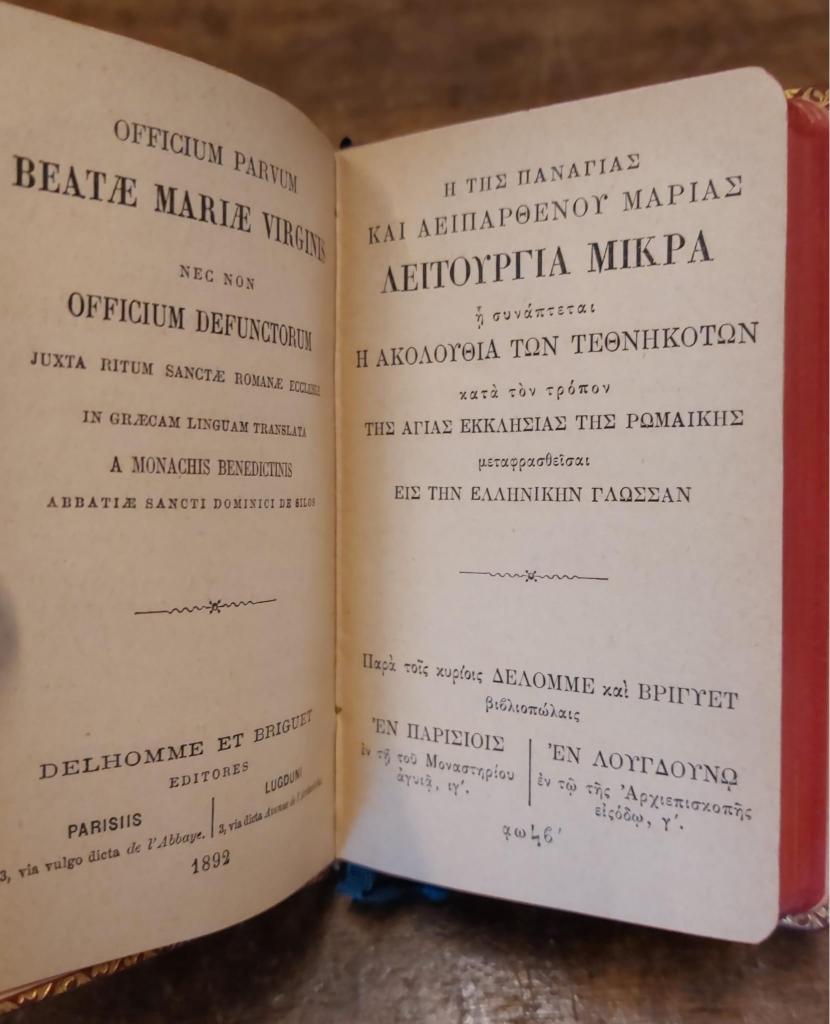 OFFICIUM PARVUM
BEATÆ MARIÆ VIRGINIS
NEC NON
OFFICIUM DEFUNCTORUM
JUXTA RITUM SANCTÆ ROMANÆ ECCLESIÆ
IN GRÆCAM LINGUAM TRANSLATA
A MONACHIS BENEDICTINIS
ABBATIÆ SANCTI DOMINICI DE SILOS
DELHOMME ET BRIGUET
EDITORES
PARISIIS
3, via vulgo dicta de l'Abbaye.
LUGDUNI
3, via dicta Avenue de l'Archevêché
1892
Η ΤΗΣ ΠΑΝΑΓΙΑΣ
ΚΑΙ ΑΕΙΠΑΡΘΕΝΟΥ ΜΑΡΙΑΣ
ΛΕΙΤΟΥΡΓΙΑ ΜΙΚΡΑ
ᾗ συνάπτεται
Η ΑΚΟΛΟΥΘΙΑ ΤΩΝ ΤΕΘΝΗΚΟΤΩΝ
κατὰ τὸν τρόπον
ΤΗΣ ΑΓΙΑΣ ΕΚΚΛΗΣΙΑΣ ΤΗΣ ΡΩΜΑΙΚΗΣ
μεταφρασθεῖσαι
ΕΙΣ ΤΗΝ ΕΛΛΗΝΙΚΗΝ ΓΛΩΣΣΑΝ
Παρὰ τοῖς κυρίοις ΔΕΛΟΜΜΕ καὶ ΒΡΙΓΥΕΤ
βιβλιοπώλαις
ἘΝ ΠΑΡΙΣΙΟΙΣ
ἐν τῇ τοῦ Μοναστηρίου
ἀγυιᾷ, ιγʹ.
ἘΝ ΛΟΥΓΔΟΥΝῼ
ἐν τῷ τῆς Ἀρχιεπισκοπῆς
εἰςόδῳ, γʹ.
͵αωϟβʹ